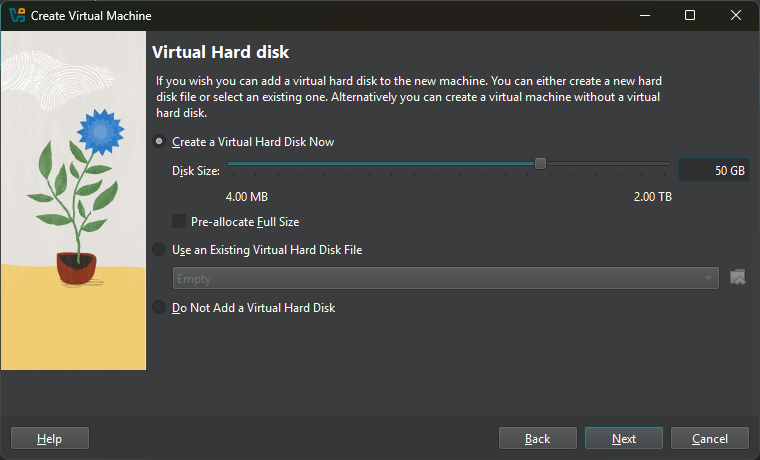 Create Virtual Machine
Virtual Hard disk
If you wish you can add a virtual hard disk to the new machine. You can either create a new hard
disk file or select an existing one. Alternatively you can create a virtual machine without a virtual
hard disk.
Create a Virtual Hard Disk Now
Disk Size:
50 GB
4.00 MB
2.00 TB
Pre-allocate Full Size
Use an Existing Virtual Hard Disk File
Empty
Do Not Add a Virtual Hard Disk
Help
Back
Next
Cancel